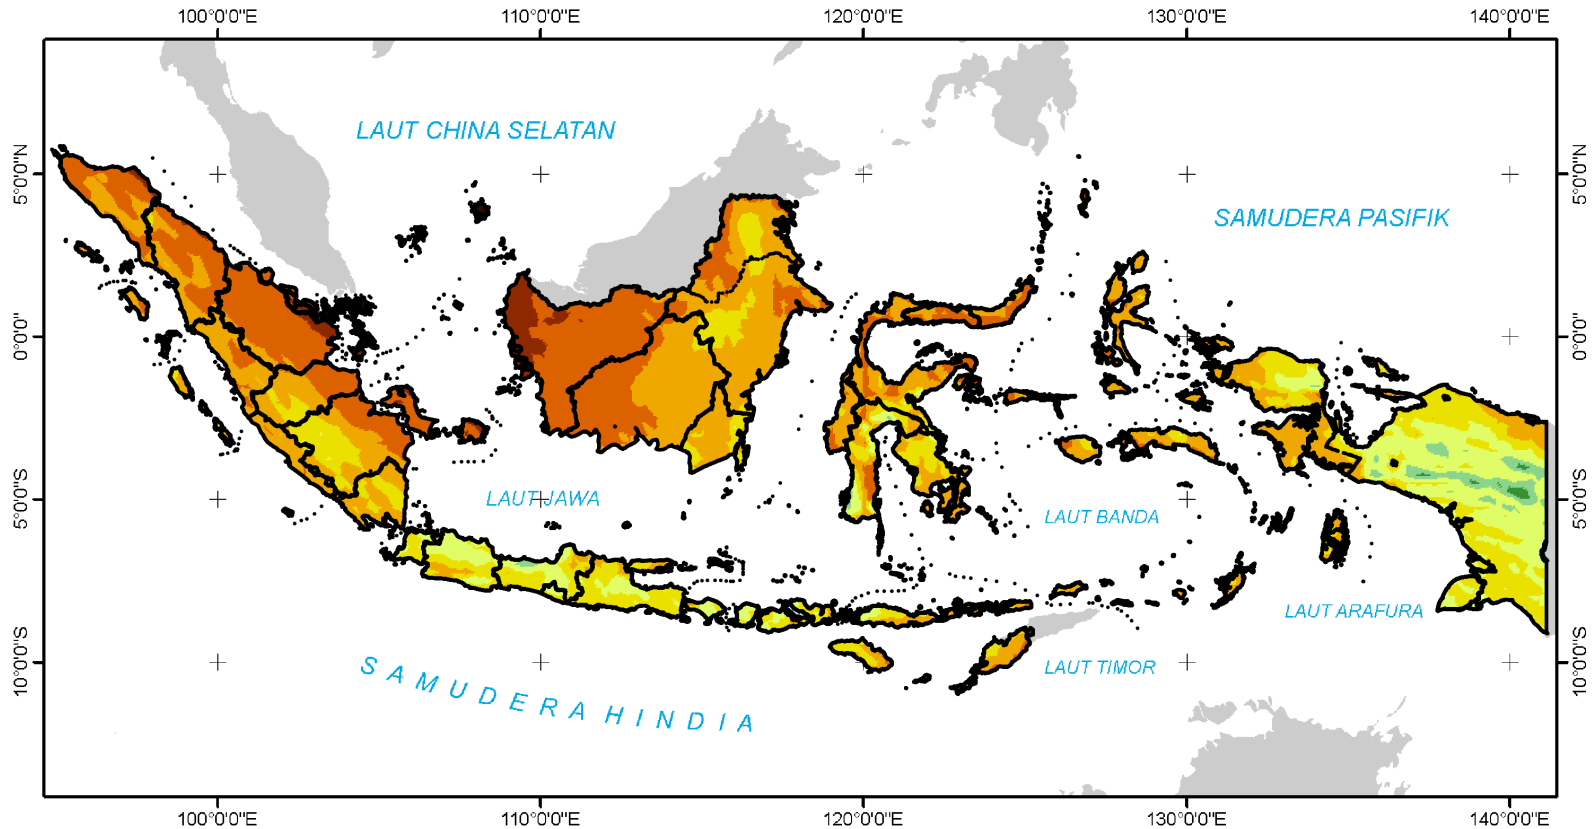 100°0'0"E 110°0'0"E 120°0'0"E 130°0'0"E 140°0'0"E
LAUT CHINA SELATAN
5°0'0"N 5°0'0"N
SAMUDERA PASIFIK
0°0'0" 0°0'0"
LAUT JAWA
5°0'0"S 5°0'0"S
LAUT BANDA
LAUT ARAFURA
10°0'0"S 10°0'0"S
LAUT TIMOR
SAMUDERA HINDIA
100°0'0"E 110°0'0"E 120°0'0"E 130°0'0"E 140°0'0"E